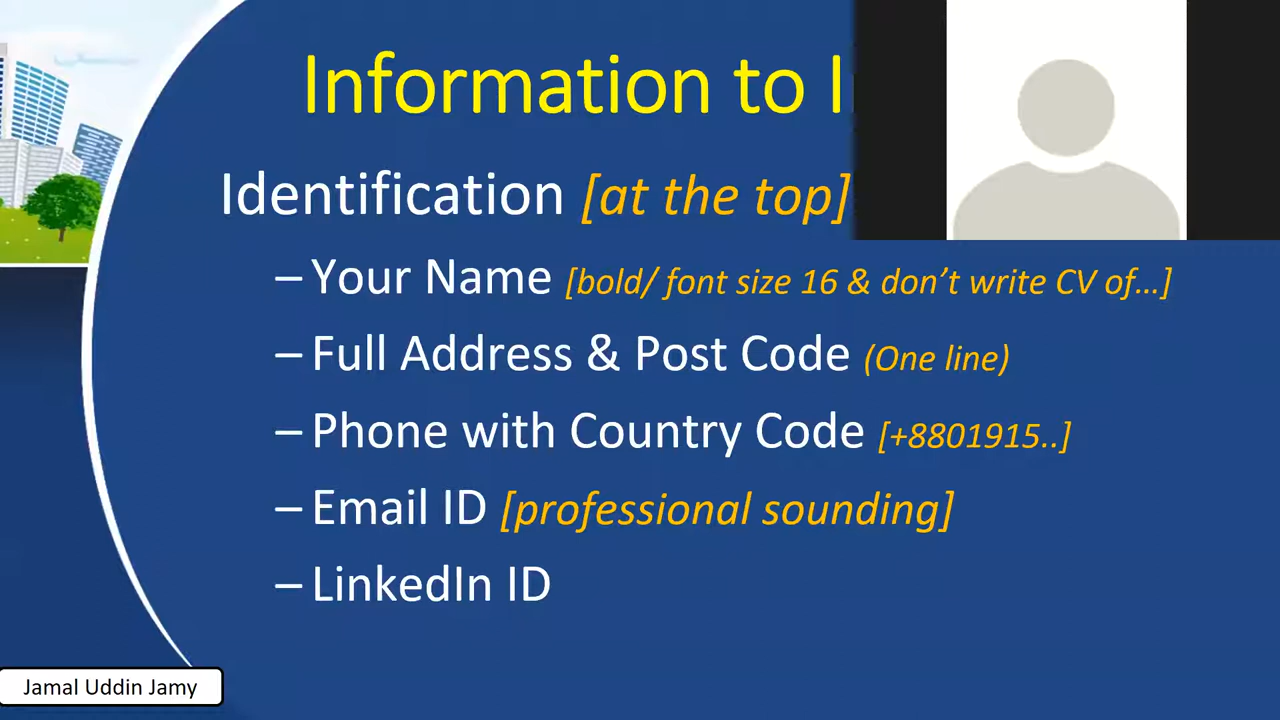 Information to I
Identification [at the top]
– Your Name [bold/ font size 16 & don’t write CV of…]
– Full Address & Post Code (One line)
– Phone with Country Code [+8801915..]
– Email ID [professional sounding]
– LinkedIn ID
Jamal Uddin Jamy